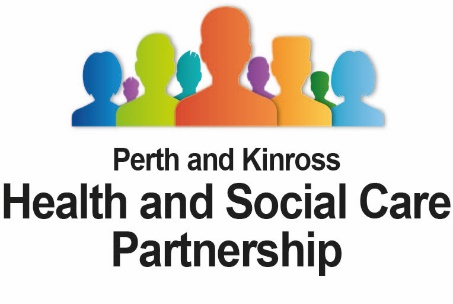 Perth and Kinross
Health and Social Care
Partnership